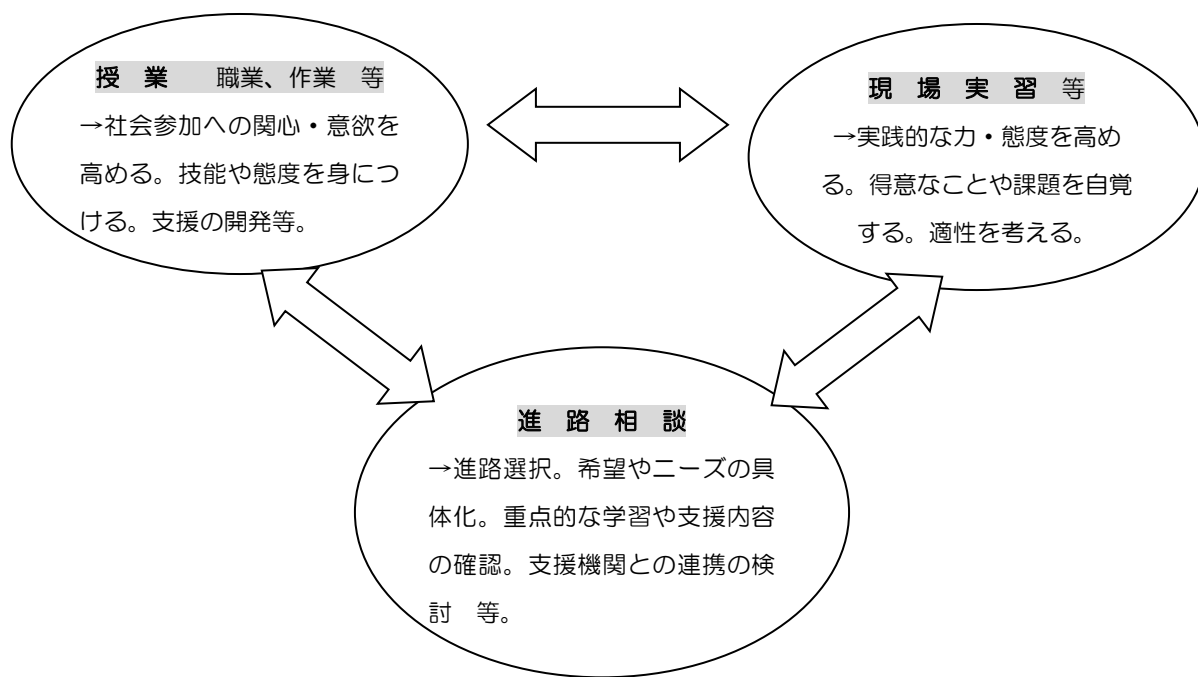 授　業　　職業、作業　等
→社会参加への関心・意欲を
高める。技能や態度を身につ
ける。支援の開発等。
現　場　実　習　等
→実践的な力・態度を高め
る。得意なことや課題を自覚
する。適性を考える。
進　路　相　談
→進路選択。希望やニーズの具
体化。重点的な学習や支援内容
の確認。支援機関との連携の検
討　等。